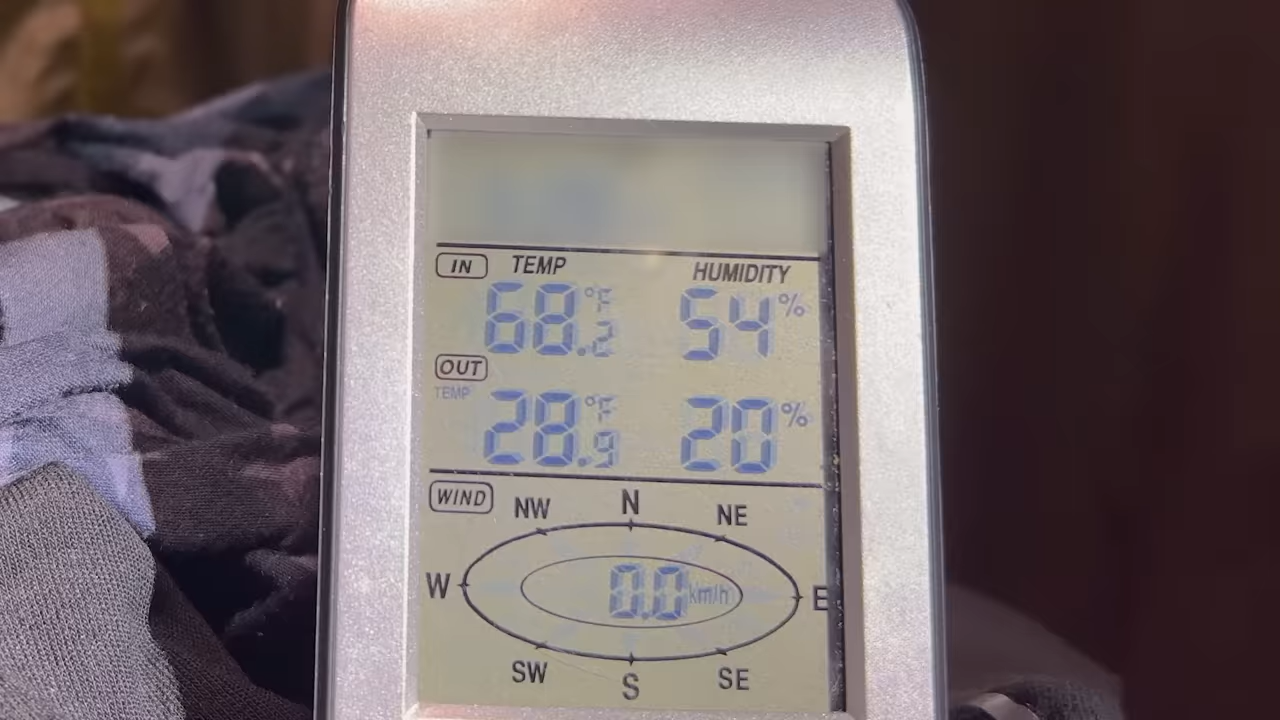 IN TEMP HUMIDITY
68.2 °F 54 %
OUT
TEMP 28.9 °F 20 %
WIND NW N NE
W 0.0 km/h E
SW S SE